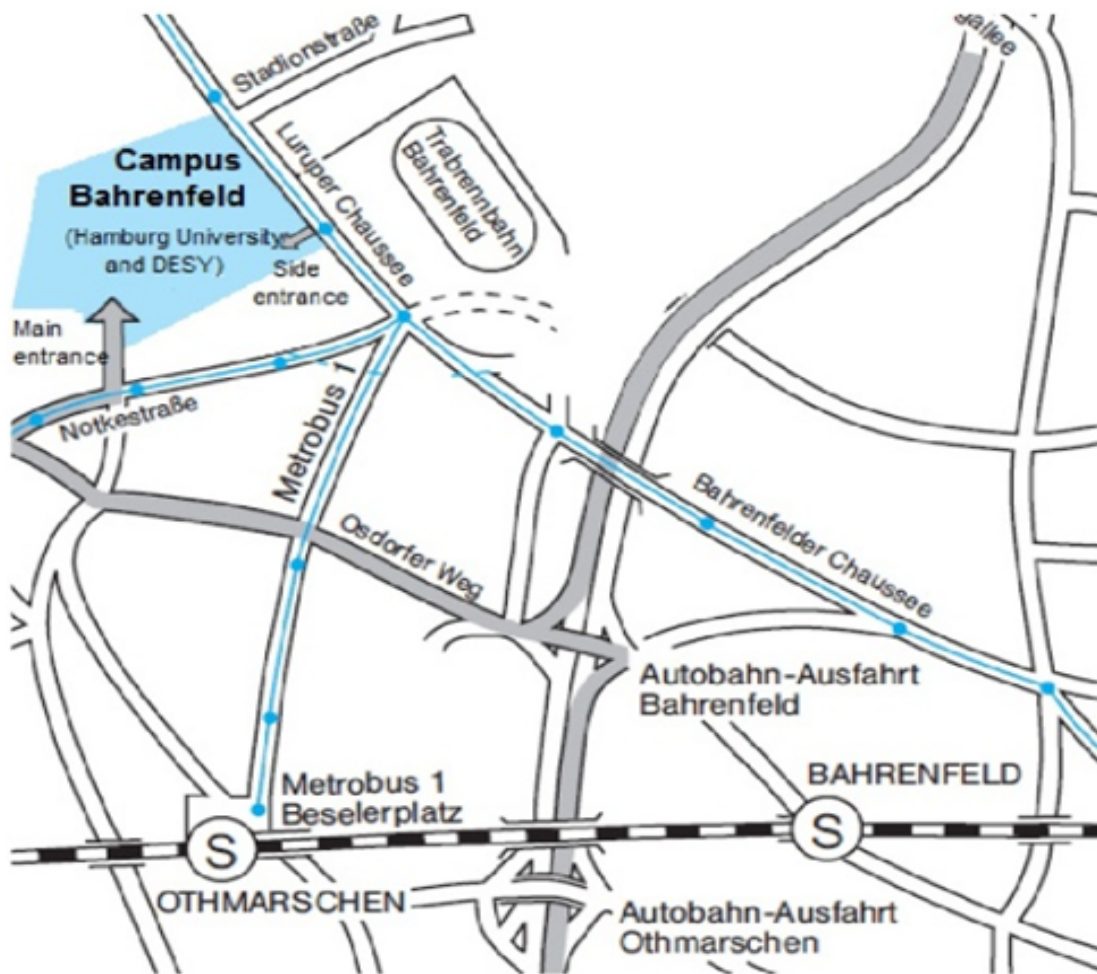 Stadionstraße
gallee
Campus
Bahrenfeld
(Hamburg University
and DESY)
Luruper Chaussee
Trabrennbahn
Bahrenfeld
Side
entrance
Main
entrance
Notkestraße
Metrobus 1
Osdorfer Weg
Bahrenfelder Chaussee
Autobahn-Ausfahrt
Bahrenfeld
Metrobus 1
Beselerplatz
BAHRENFELD
S
S
OTHMARSCHEN
Autobahn-Ausfahrt
Othmarschen